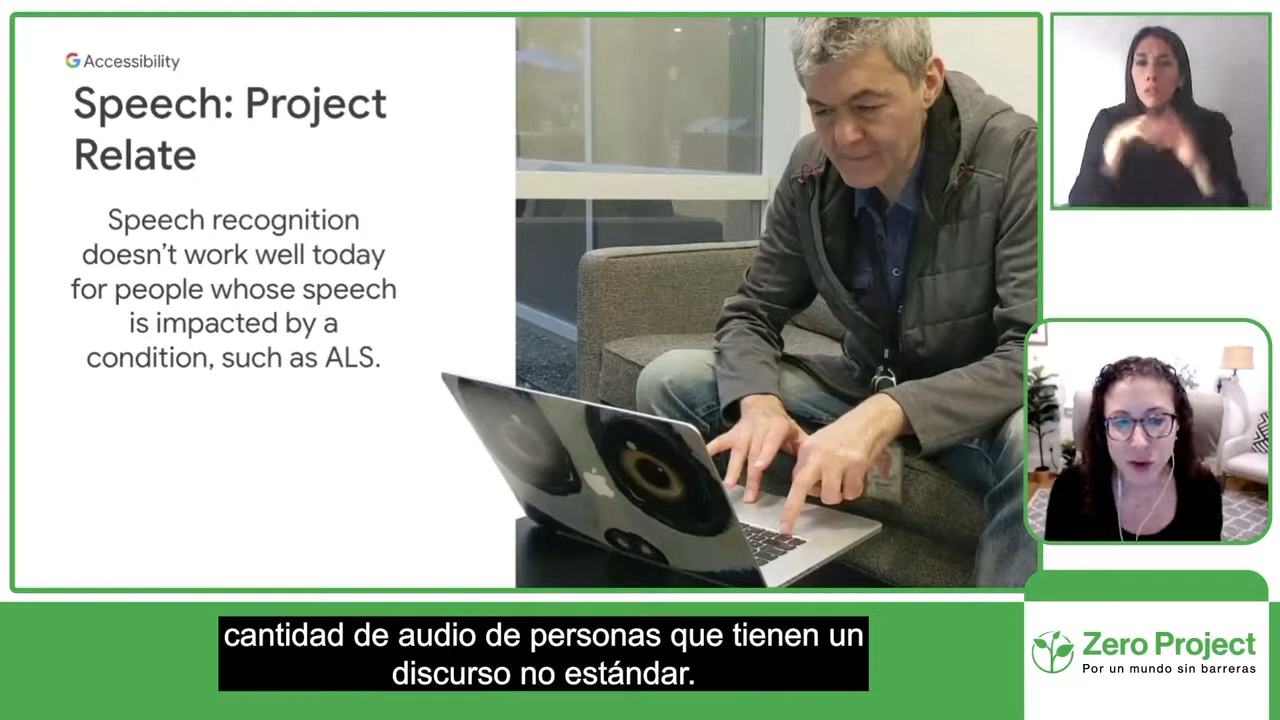 Accessibility
Speech: Project
Relate
Speech recognition
doesn’t work well today
for people whose speech
is impacted by a
condition, such as ALS.
cantidad de audio de personas que tienen un
discurso no estándar.
Zero Project
Por un mundo sin barreras